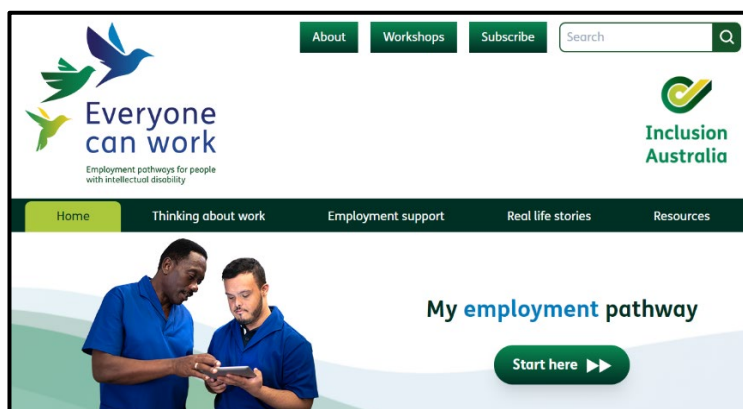 About
Workshops
Subscribe
Search
Everyone
can work
Employment pathways for people
with intellectual disability
Inclusion
Australia
Home
Thinking about work
Employment support
Real life stories
Resources
My employment pathway
Start here